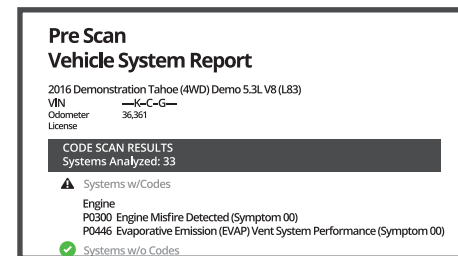 Pre Scan
Vehicle System Report
2016 Demonstration Tahoe (4WD) Demo 5.3L V8 (L83)
VIN —K–C–G—
Odometer 36,361
License
CODE SCAN RESULTS
Systems Analyzed: 33
Systems w/Codes
Engine
P0300 Engine Misfire Detected (Symptom 00)
P0446 Evaporative Emission (EVAP) Vent System Performance (Symptom 00)
Systems w/o Codes